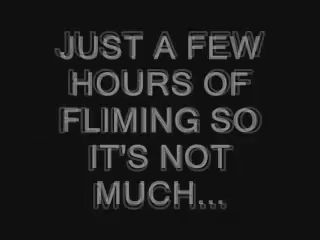 JUST A FEW
HOURS OF
FLIMING SO
IT'S NOT
MUCH...